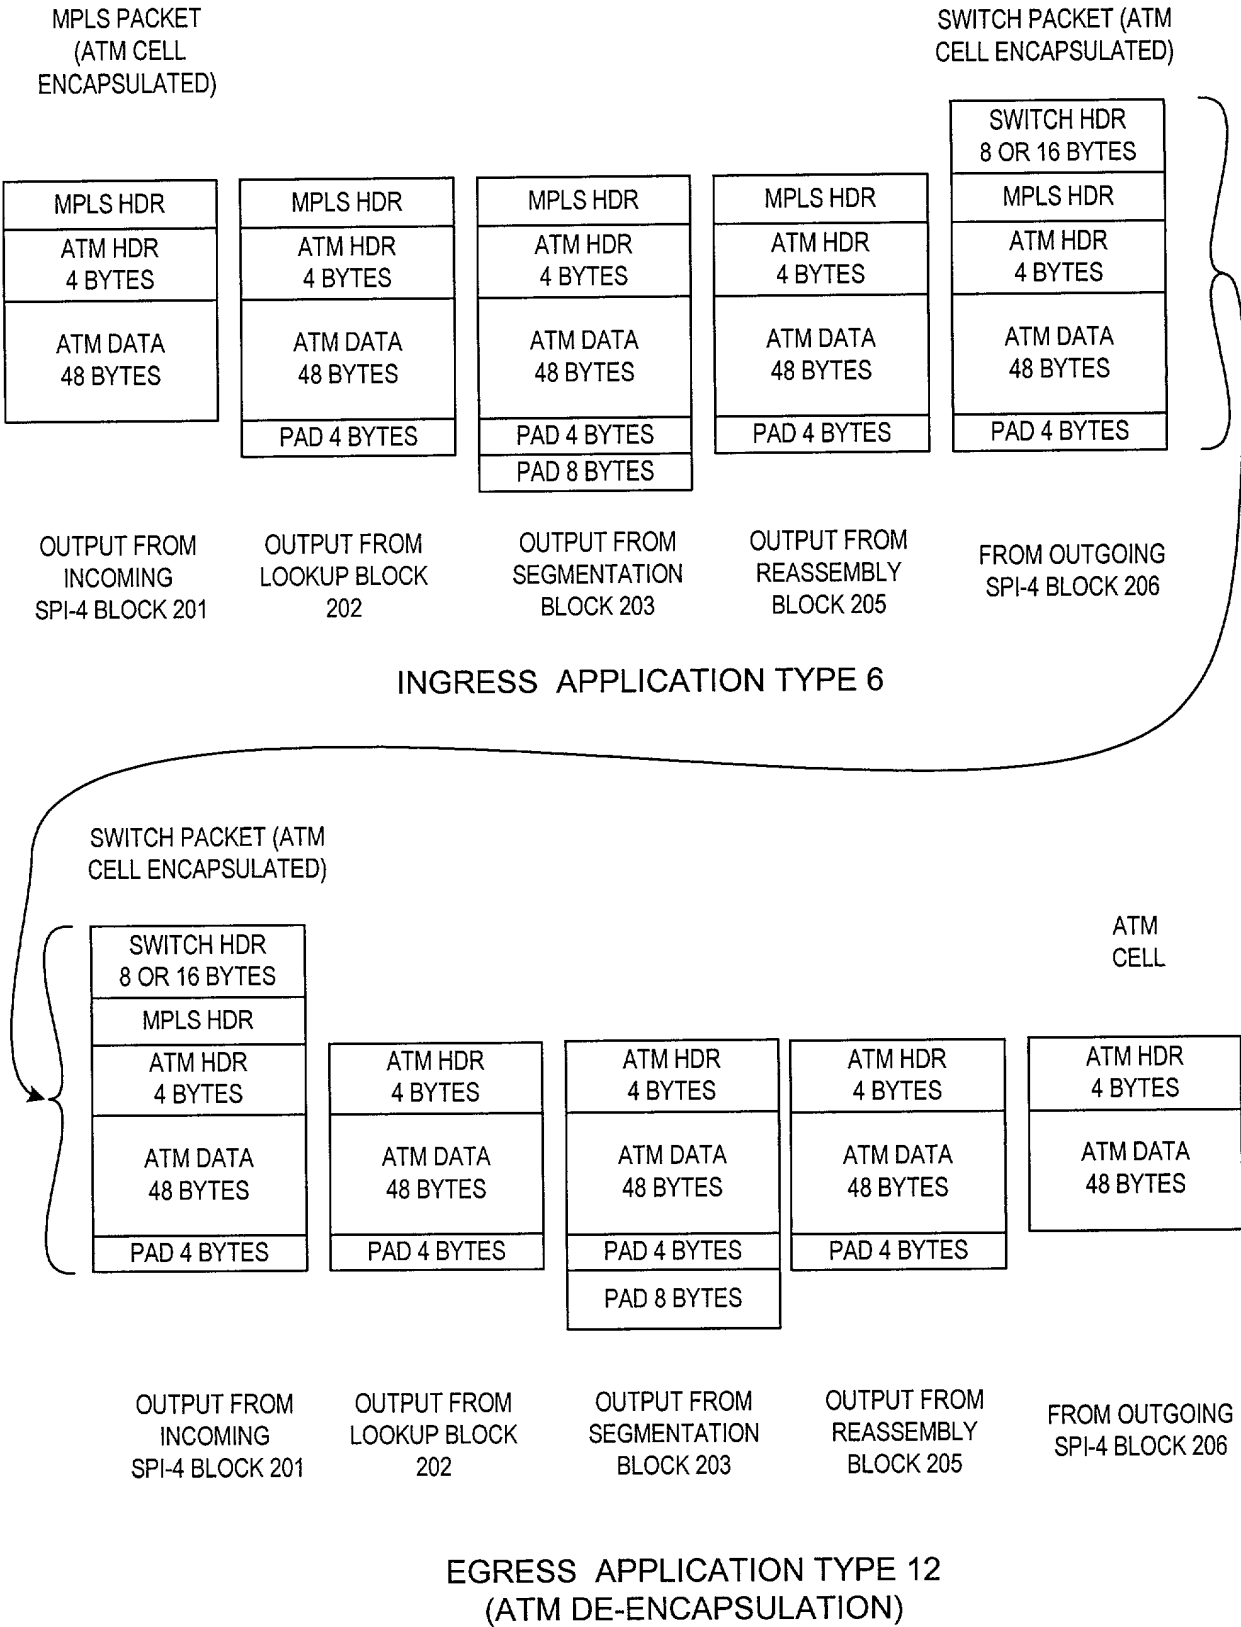 MPLS PACKET
(ATM CELL
ENCAPSULATED)
SWITCH PACKET (ATM
CELL ENCAPSULATED)
MPLS HDR
ATM HDR
4 BYTES
ATM DATA
48 BYTES
MPLS HDR
ATM HDR
4 BYTES
ATM DATA
48 BYTES
PAD 4 BYTES
MPLS HDR
ATM HDR
4 BYTES
ATM DATA
48 BYTES
PAD 4 BYTES
PAD 8 BYTES
MPLS HDR
ATM HDR
4 BYTES
ATM DATA
48 BYTES
PAD 4 BYTES
SWITCH HDR
8 OR 16 BYTES
MPLS HDR
ATM HDR
4 BYTES
ATM DATA
48 BYTES
PAD 4 BYTES
OUTPUT FROM
INCOMING
SPI-4 BLOCK 201
OUTPUT FROM
LOOKUP BLOCK
202
OUTPUT FROM
SEGMENTATION
BLOCK 203
OUTPUT FROM
REASSEMBLY
BLOCK 205
FROM OUTGOING
SPI-4 BLOCK 206
INGRESS APPLICATION TYPE 6
SWITCH PACKET (ATM
CELL ENCAPSULATED)
ATM
CELL
SWITCH HDR
8 OR 16 BYTES
MPLS HDR
ATM HDR
4 BYTES
ATM DATA
48 BYTES
PAD 4 BYTES
ATM HDR
4 BYTES
ATM DATA
48 BYTES
PAD 4 BYTES
ATM HDR
4 BYTES
ATM DATA
48 BYTES
PAD 4 BYTES
PAD 8 BYTES
ATM HDR
4 BYTES
ATM DATA
48 BYTES
PAD 4 BYTES
ATM HDR
4 BYTES
ATM DATA
48 BYTES
OUTPUT FROM
INCOMING
SPI-4 BLOCK 201
OUTPUT FROM
LOOKUP BLOCK
202
OUTPUT FROM
SEGMENTATION
BLOCK 203
OUTPUT FROM
REASSEMBLY
BLOCK 205
FROM OUTGOING
SPI-4 BLOCK 206
EGRESS APPLICATION TYPE 12
(ATM DE-ENCAPSULATION)